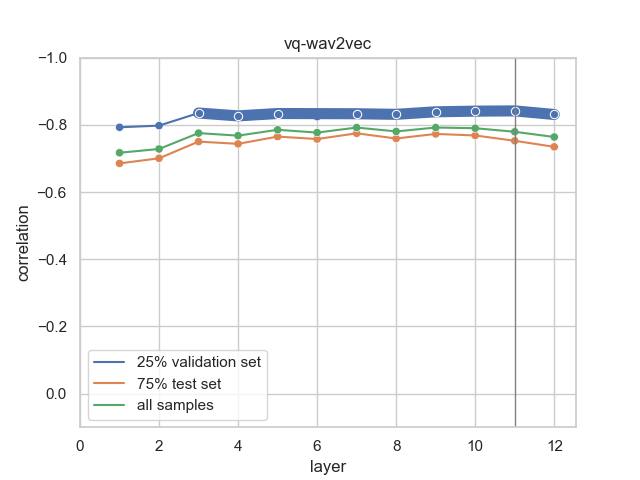 vq-wav2vec
−1.0
−0.8
−0.6
−0.4
−0.2
0.0
correlation
25% validation set
75% test set
all samples
0 2 4 6 8 10 12
layer